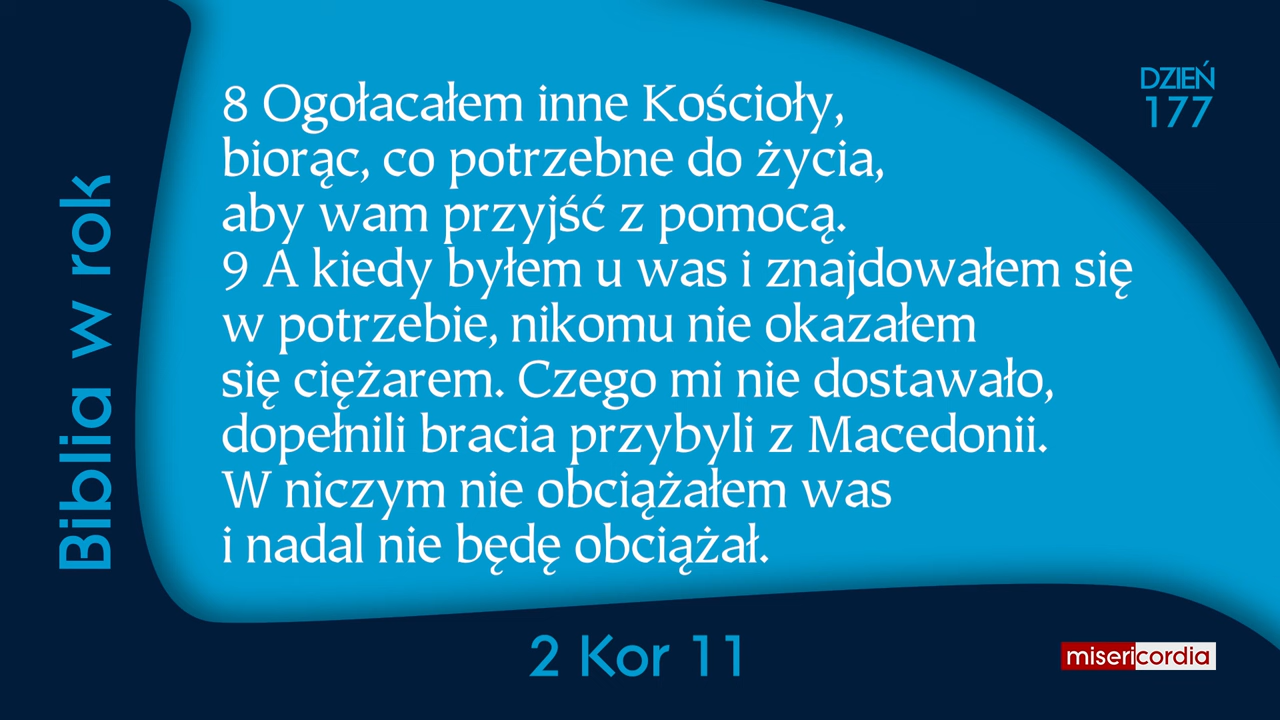 DZIEŃ
177
8 Ogołacałem inne Kościoły,
biorąc, co potrzebne do życia,
aby wam przyjść z pomocą.
9 A kiedy byłem u was i znajdowałem się
w potrzebie, nikomu nie okazałem
się ciężarem. Czego mi nie dostawało,
dopełnili bracia przybyli z Macedonii.
W niczym nie obciążałem was
i nadal nie będę obciążał.
Biblia w rok
2 Kor 11
misericordia